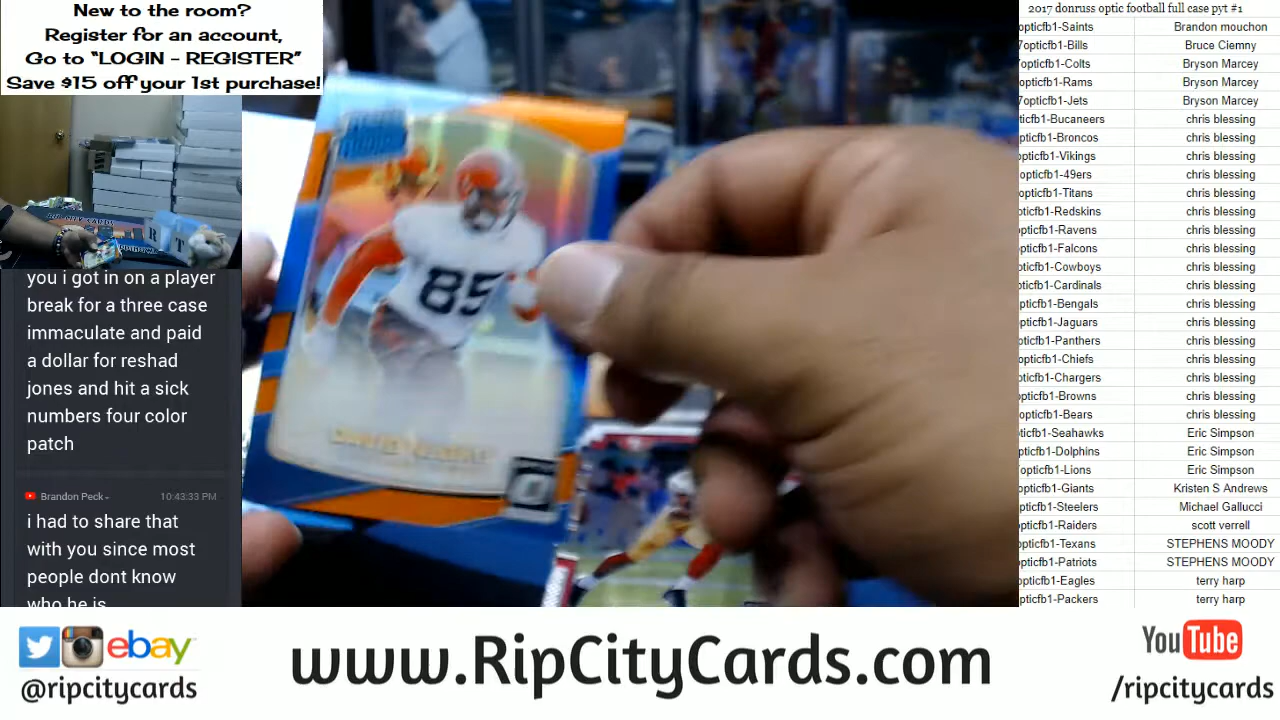 New to the room?
Register for an account,
Go to "LOGIN - REGISTER"
Save $15 off your 1st purchase!
you i got in on a player
break for a three case
immaculate and paid
a dollar for reshad
jones and hit a sick
numbers four color
patch
Brandon Peck
10:43:33 PM
i had to share that
with you since most
people dont know
who he is
85
2017 donruss optic football full case pyt #1
opticfb1-Saints Brandon mouchon
7opticfb1-Bills Bruce Ciemny
7opticfb1-Colts Bryson Marcey
7opticfb1-Rams Bryson Marcey
7opticfb1-Jets Bryson Marcey
opticfb1-Bucaneers chris blessing
opticfb1-Broncos chris blessing
opticfb1-Vikings chris blessing
opticfb1-49ers chris blessing
opticfb1-Titans chris blessing
opticfb1-Redskins chris blessing
opticfb1-Ravens chris blessing
opticfb1-Falcons chris blessing
opticfb1-Cowboys chris blessing
opticfb1-Cardinals chris blessing
opticfb1-Bengals chris blessing
opticfb1-Jaguars chris blessing
opticfb1-Panthers chris blessing
opticfb1-Chiefs chris blessing
opticfb1-Chargers chris blessing
opticfb1-Browns chris blessing
opticfb1-Bears chris blessing
opticfb1-Seahawks Eric Simpson
opticfb1-Dolphins Eric Simpson
7opticfb1-Lions Eric Simpson
opticfb1-Giants Kristen S Andrews
opticfb1-Steelers Michael Gallucci
opticfb1-Raiders scott verrell
opticfb1-Texans STEPHENS MOODY
opticfb1-Patriots STEPHENS MOODY
opticfb1-Eagles terry harp
opticfb1-Packers terry harp
ebay
@ripcitycards
www.RipCityCards.com
YouTube
/ripcitycards